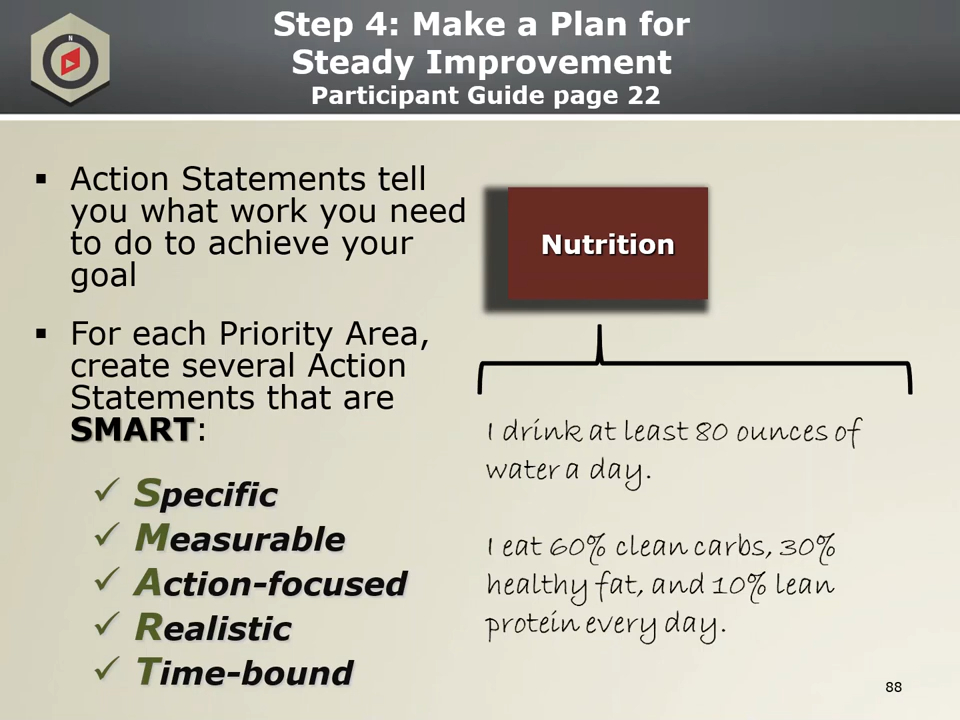 N
Step 4: Make a Plan for
Steady Improvement
Participant Guide page 22
▪ Action Statements tell
you what work you need
to do to achieve your
goal
▪ For each Priority Area,
create several Action
Statements that are
SMART:
✓ Specific
✓ Measurable
✓ Action-focused
✓ Realistic
✓ Time-bound
Nutrition
I drink at least 80 ounces of
water a day.
I eat 60% clean carbs, 30%
healthy fat, and 10% lean
protein every day.
88